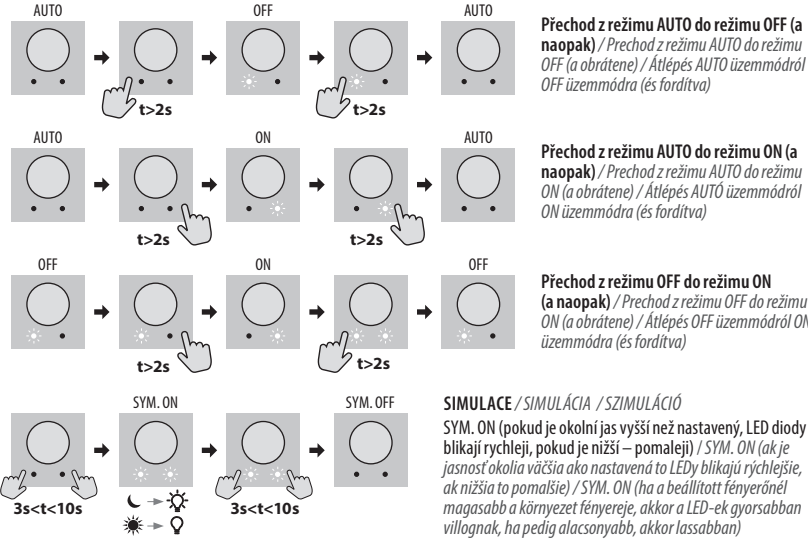 AUTO
OFF
AUTO
t>2s
t>2s
Přechod z režimu AUTO do režimu OFF (a
naopak) / Prechod z režimu AUTO do režimu
OFF (a obrátene) / Átlépés AUTO üzemmódról
OFF üzemmódra (és fordítva)
AUTO
ON
AUTO
t>2s
t>2s
Přechod z režimu AUTO do režimu ON (a
naopak) / Prechod z režimu AUTO do režimu
ON (a obrátene) / Átlépés AUTÓ üzemmódról
ON üzemmódra (és fordítva)
OFF
ON
OFF
t>2s
t>2s
Přechod z režimu OFF do režimu ON
(a naopak) / Prechod z režimu OFF do režimu
ON (a obrátene) / Átlépés OFF üzemmódról ON
üzemmódra (és fordítva)
SYM. ON
SYM. OFF
3s<t<10s
3s<t<10s
SIMULACE / SIMULÁCIA / SZIMULÁCIÓ
SYM. ON (pokud je okolní jas vyšší než nastavený, LED diody
blikají rychleji, pokud je nižší – pomaleji) / SYM. ON (ak je
jasnosť okolia väčšia ako nastavená to LEDy blikajú rýchlejšie,
ak nižšia to pomalšie) / SYM. ON (ha a beállított fényerőnél
magasabb a környezet fényereje, akkor a LED-ek gyorsabban
villognak, ha pedig alacsonyabb, akkor lassabban)